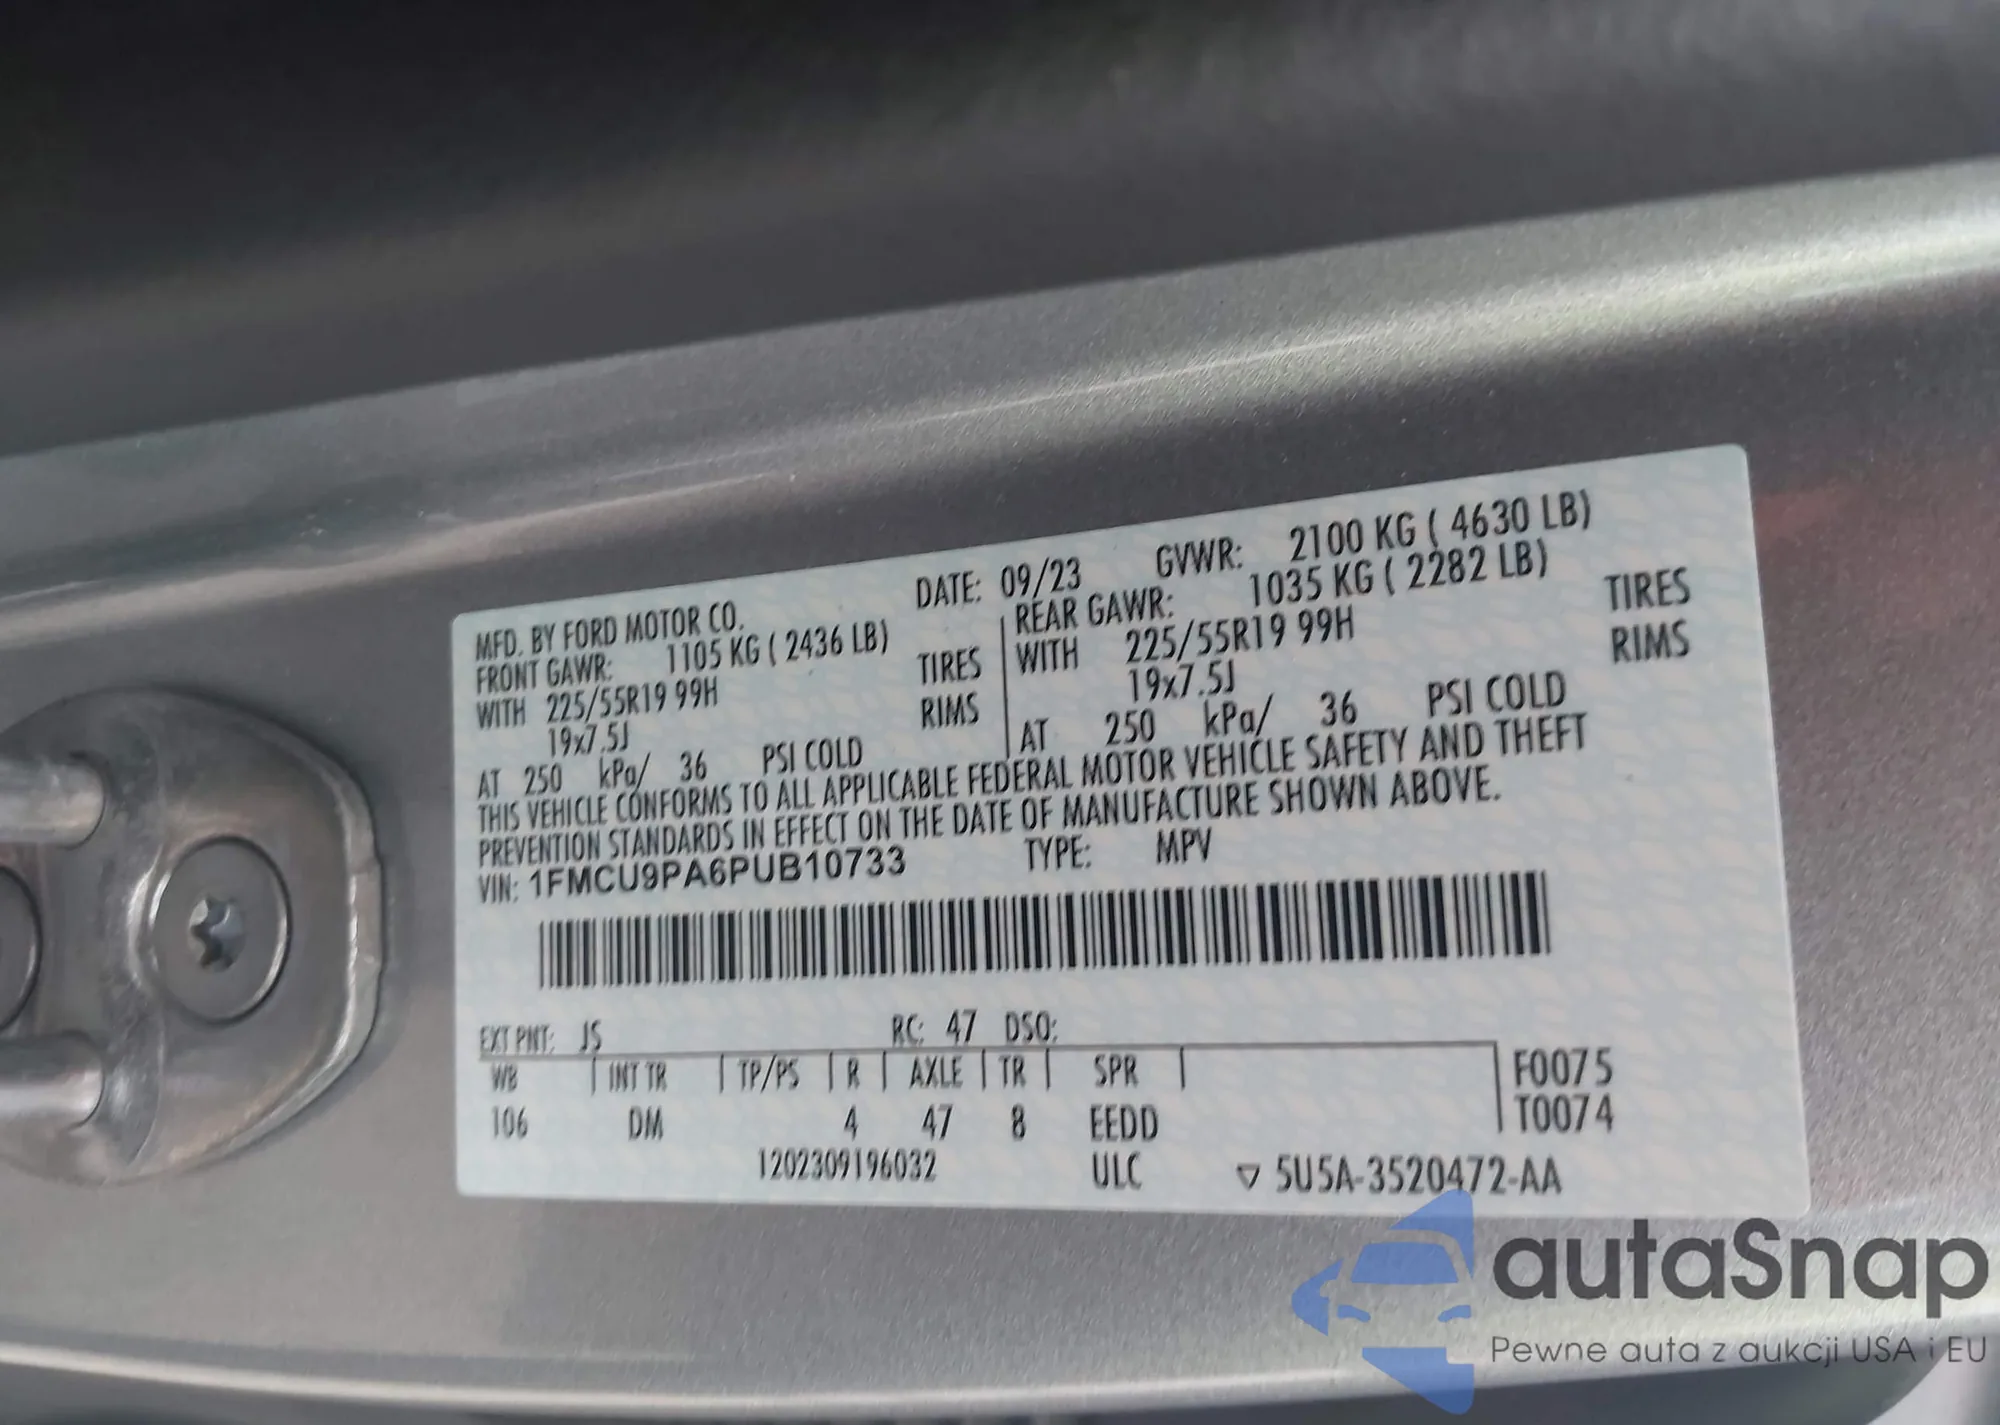 MFD. BY FORD MOTOR CO. DATE: 09/23 GVWR: 2100 KG ( 4630 LB)
FRONT GAWR: 1105 KG ( 2436 LB) REAR GAWR: 1035 KG ( 2282 LB)
WITH 225/55R19 99H TIRES WITH 225/55R19 99H TIRES
19x7.5J RIMS 19x7.5J RIMS
AT 250 kPa/ 36 PSI COLD AT 250 kPa/ 36 PSI COLD
THIS VEHICLE CONFORMS TO ALL APPLICABLE FEDERAL MOTOR VEHICLE SAFETY AND THEFT
PREVENTION STANDARDS IN EFFECT ON THE DATE OF MANUFACTURE SHOWN ABOVE.
VIN: 1FMCU9PA6PUB10733 TYPE: MPV
EXT PNT: JS RC: 47 DSO:
WB INT TR TP/PS R AXLE TR SPR F0075
106 DM 4 47 8 EEDD T0074
1202309196032 ULC ▽ 5U5A-3520472-AA
autaSnap
Pewne auta z aukcji USA i EU